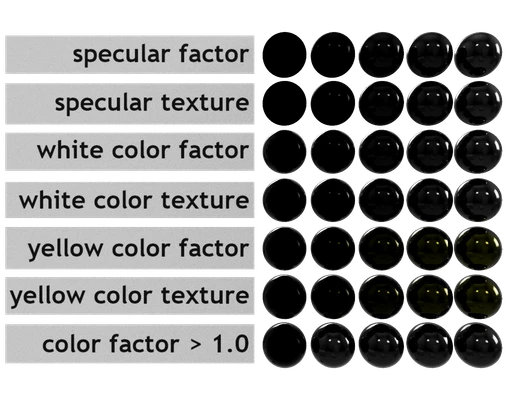 specular factor
specular texture
white color factor
white color texture
yellow color factor
yellow color texture
color factor > 1.0